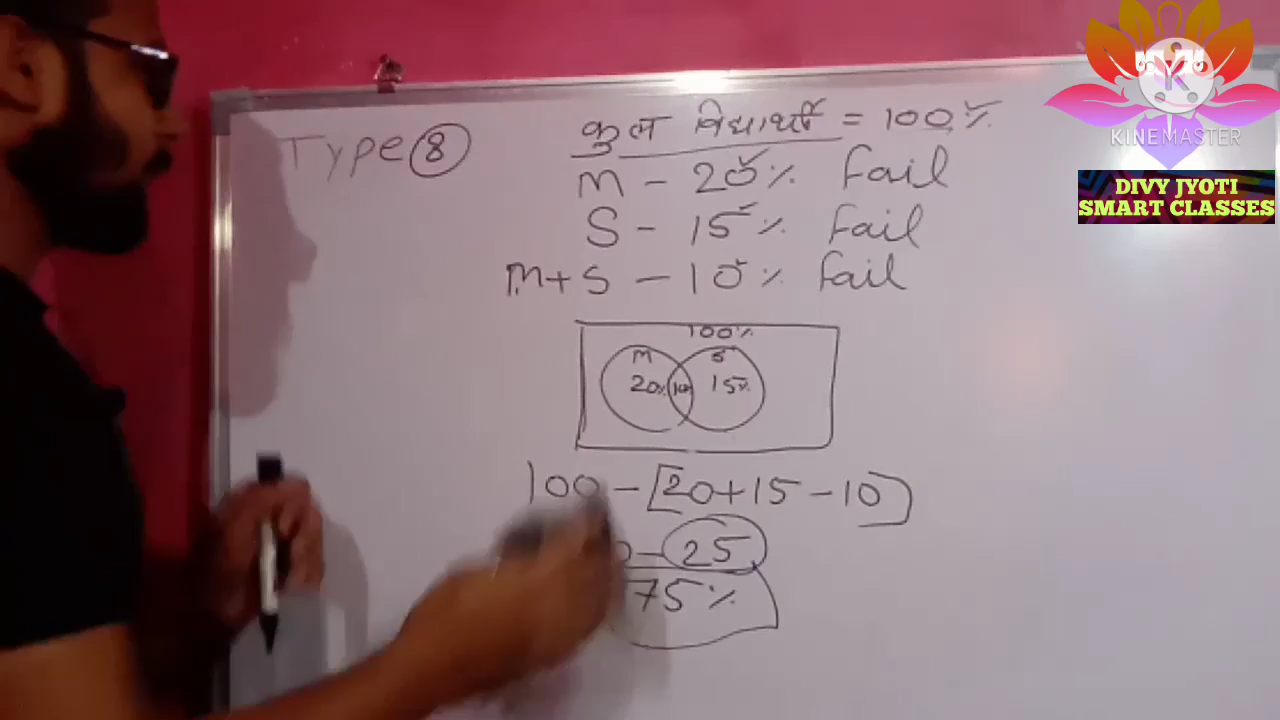 Type 8
कुल विद्यार्थी = 100%
M - 20% Fail
S - 15% Fail
M+S - 10% Fail
100%
M S
20% 10 15%
100 - [20+15-10]
0 - 25
75%
KINEMASTER
DIVY JYOTI
SMART CLASSES